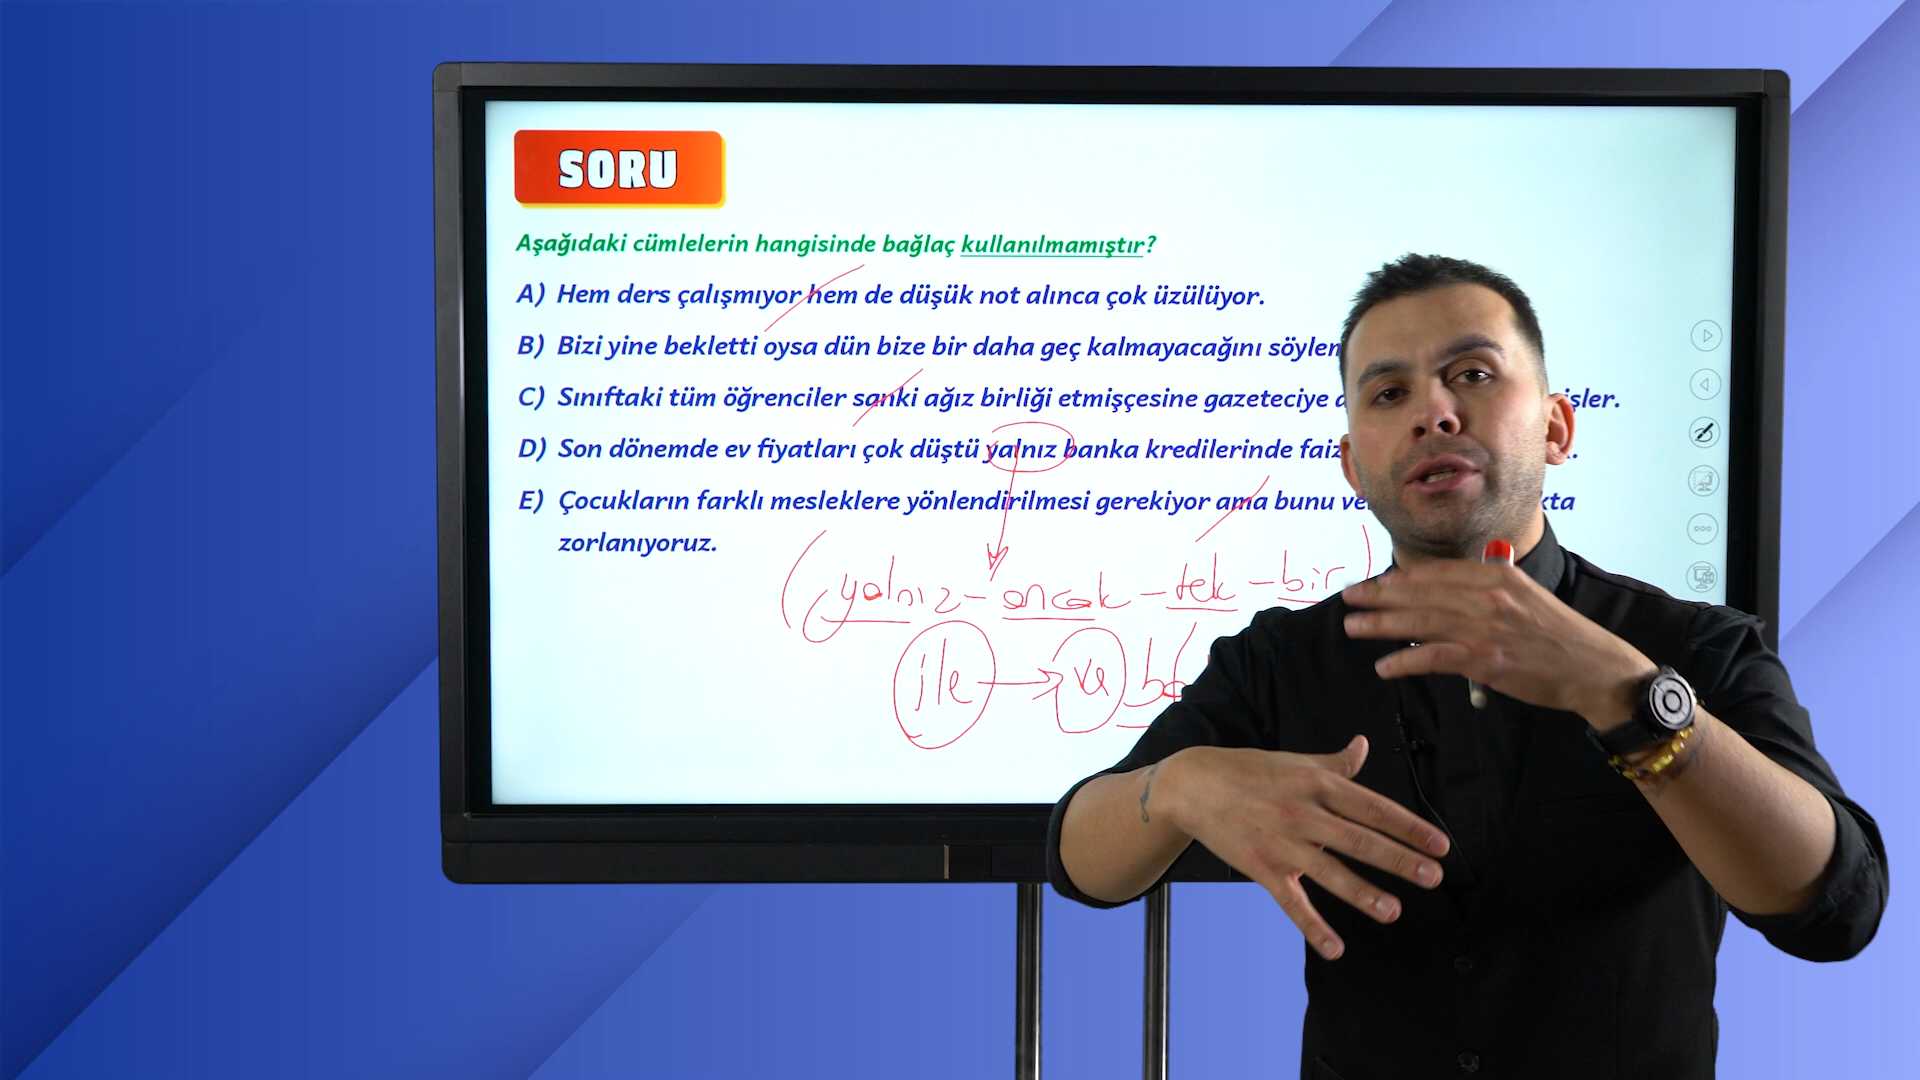 SORU
Aşağıdaki cümlelerin hangisinde bağlaç kullanılmamıştır?
A) Hem ders çalışmıyor hem de düşük not alınca çok üzülüyor.
B) Bizi yine bekletti oysa dün bize bir daha geç kalmayacağını
C) Sınıftaki tüm öğrenciler sanki ağız birliği etmişçesine gazeteciye
D) Son dönemde ev fiyatları çok düştü yalnız banka kredilerinde
E) Çocukların farklı mesleklere yönlendirilmesi gerekiyor ama bunu
zorlanıyoruz.
(yalnız - ancak - tek - bir)
ile → ve